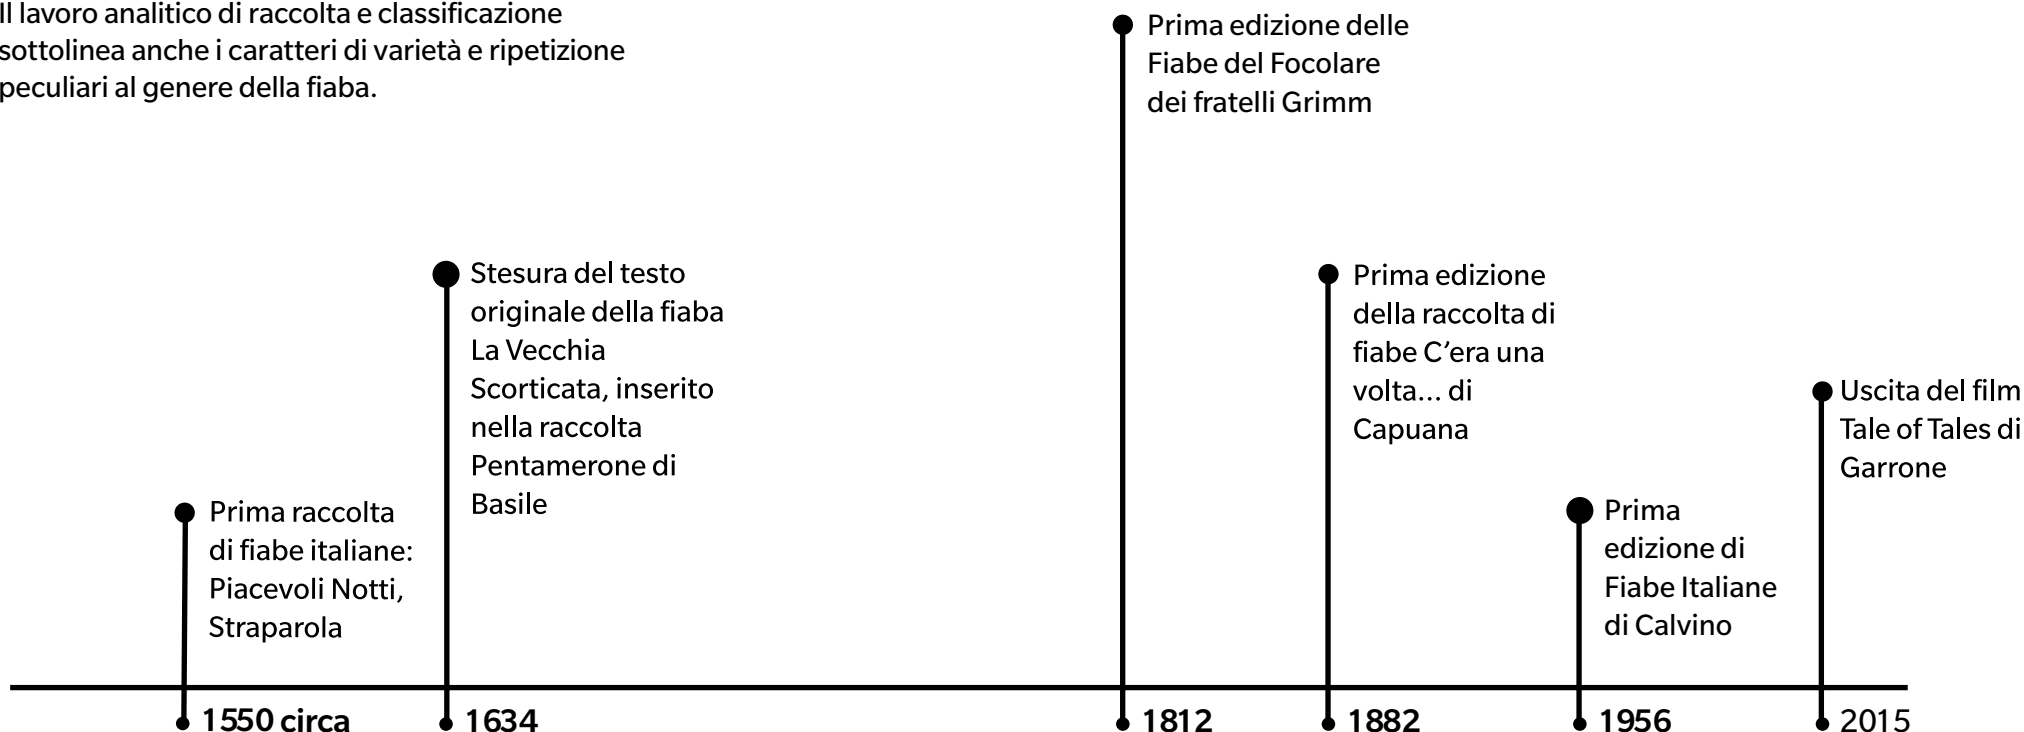 Il lavoro analitico di raccolta e classificazione
sottolinea anche i caratteri di varietà e ripetizione
peculiari al genere della fiaba.
Prima raccolta
di fiabe italiane:
Piacevoli Notti,
Straparola
1550 circa
Stesura del testo
originale della fiaba
La Vecchia
Scorticata, inserito
nella raccolta
Pentamerone di
Basile
1634
Prima edizione delle
Fiabe del Focolare
dei fratelli Grimm
1812
Prima edizione
della raccolta di
fiabe C’era una
volta… di
Capuana
1882
Prima
edizione di
Fiabe Italiane
di Calvino
1956
Uscita del film
Tale of Tales di
Garrone
2015